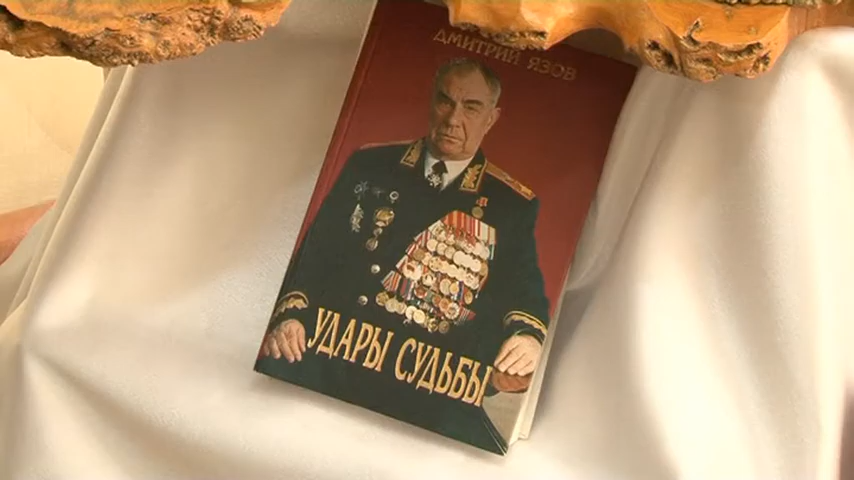 ДМИТРИЙ ЯЗОВ
УДАРЫ СУДЬБЫ